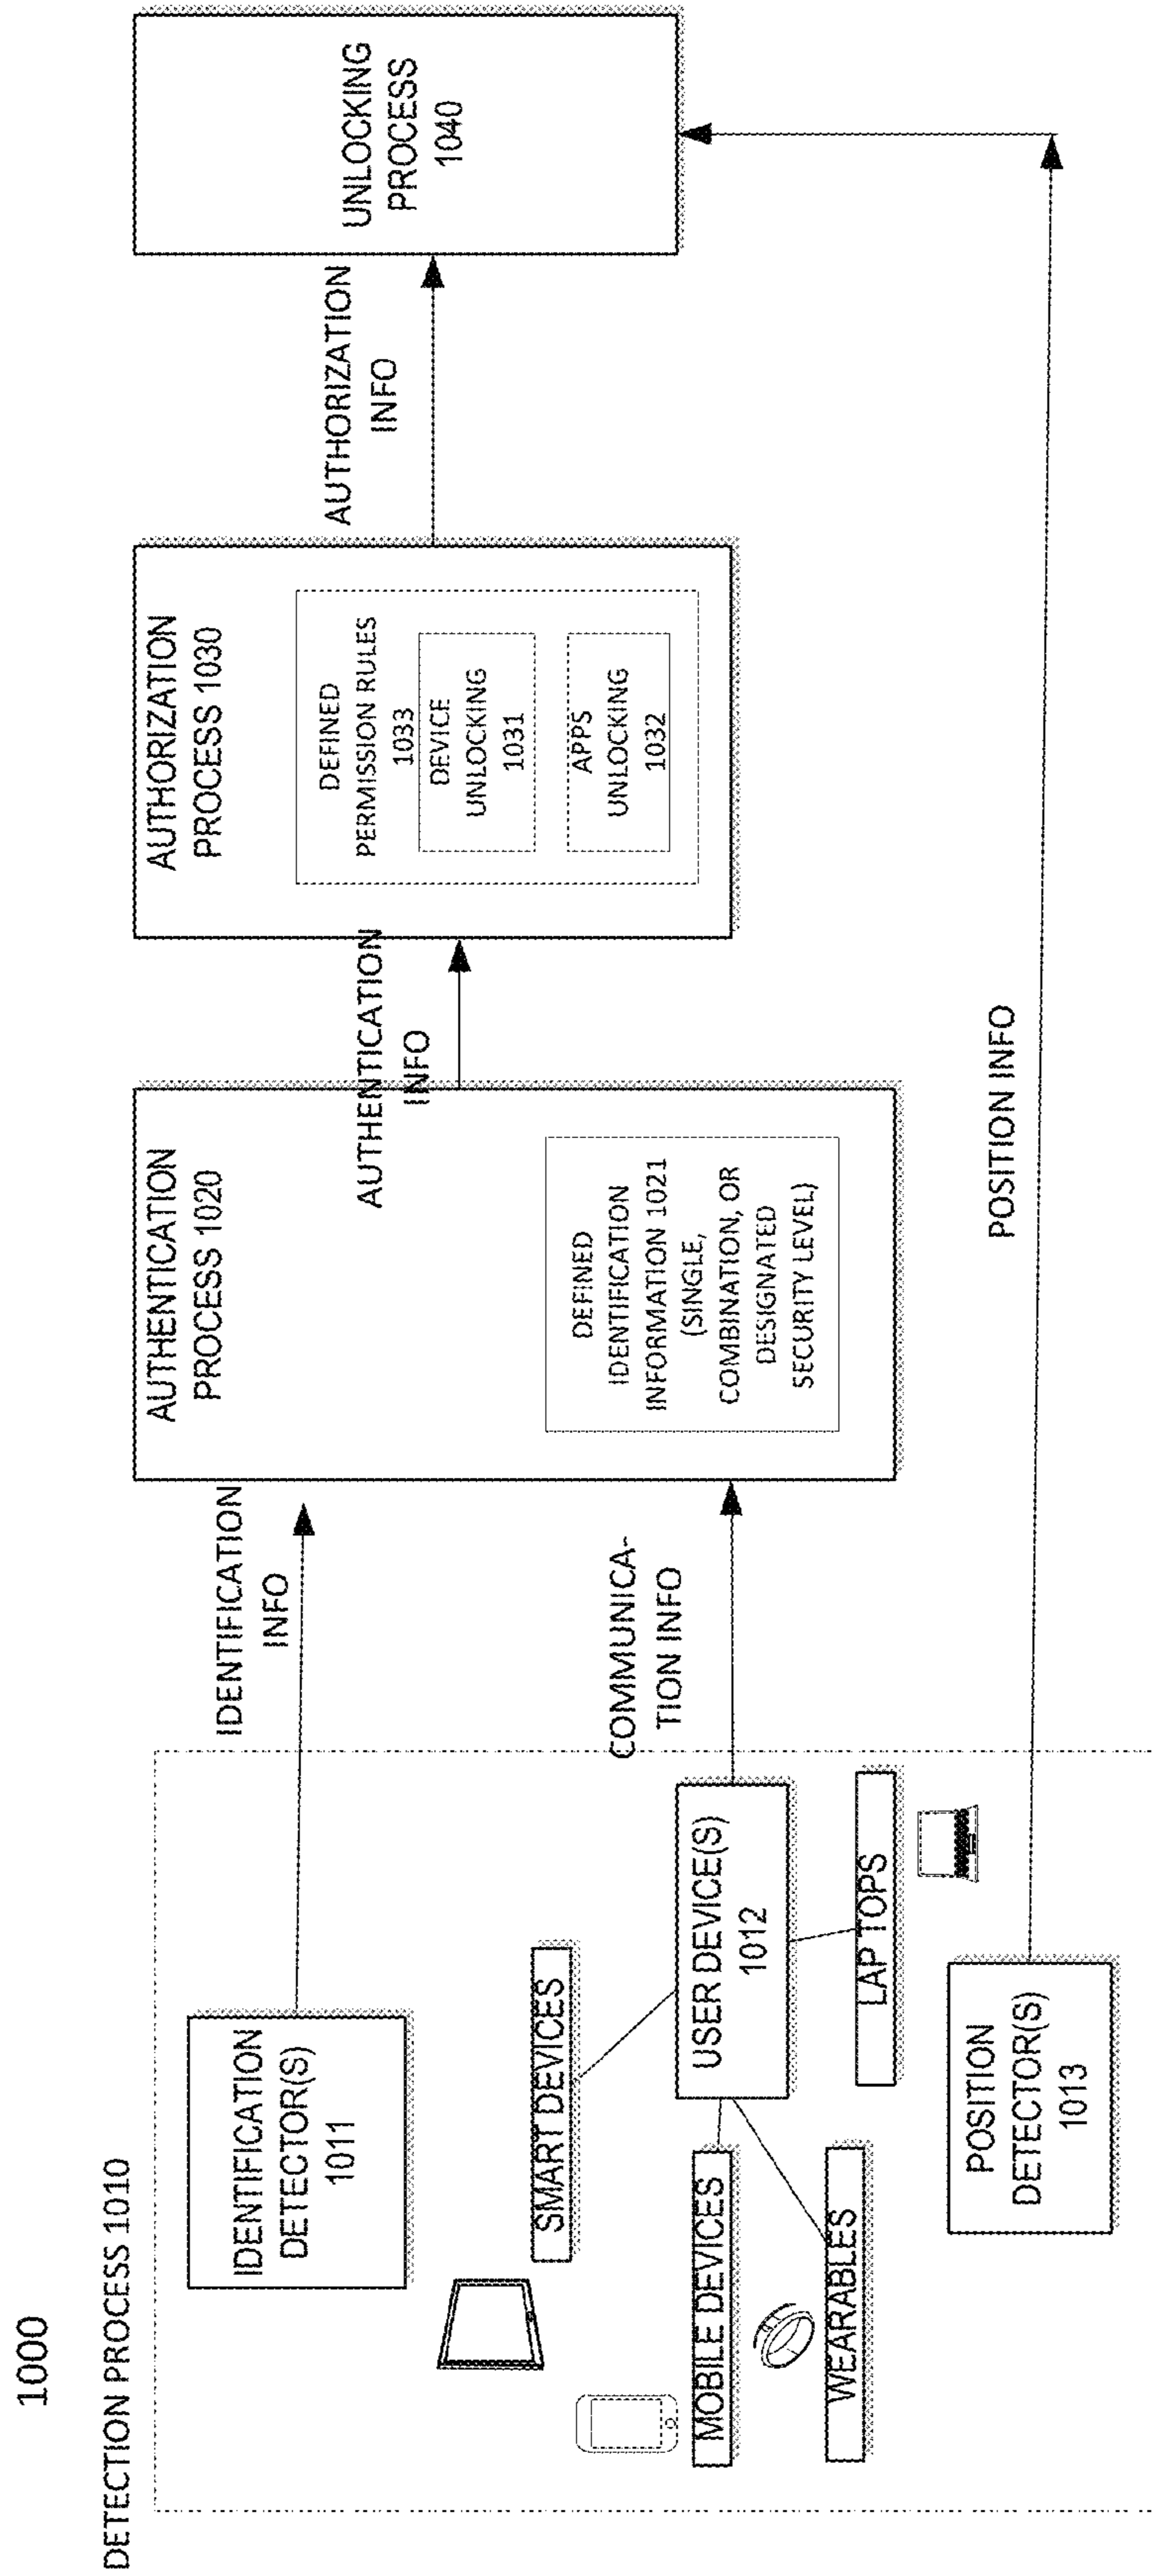 1000
DETECTION PROCESS 1010
IDENTIFICATION
DETECTOR(S)
1011
SMART DEVICES
MOBILE DEVICES
WEARABLES
USER DEVICE(S)
1012
LAP TOPS
POSITION
DETECTOR(S)
1013
IDENTIFICATION
INFO
COMMUNICA-
TION INFO
POSITION INFO
AUTHENTICATION
PROCESS 1020
DEFINED
IDENTIFICATION
INFORMATION 1021
(SINGLE,
COMBINATION, OR
DESIGNATED
SECURITY LEVEL)
AUTHENTICATION
INFO
AUTHORIZATION
PROCESS 1030
DEFINED
PERMISSION RULES
1033
DEVICE
UNLOCKING
1031
APPS
UNLOCKING
1032
AUTHORIZATION
INFO
UNLOCKING
PROCESS
1040